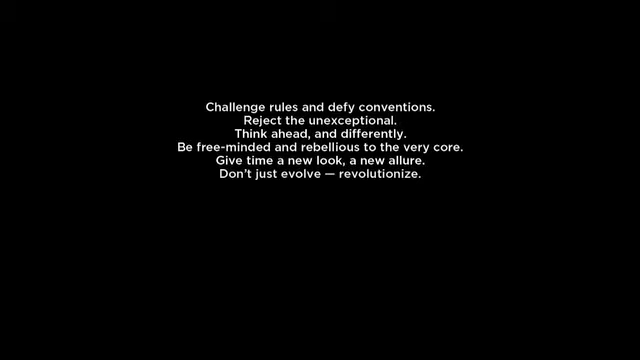 Challenge rules and defy conventions.
Reject the unexceptional.
Think ahead, and differently.
Be free-minded and rebellious to the very core.
Give time a new look, a new allure.
Don’t just evolve — revolutionize.